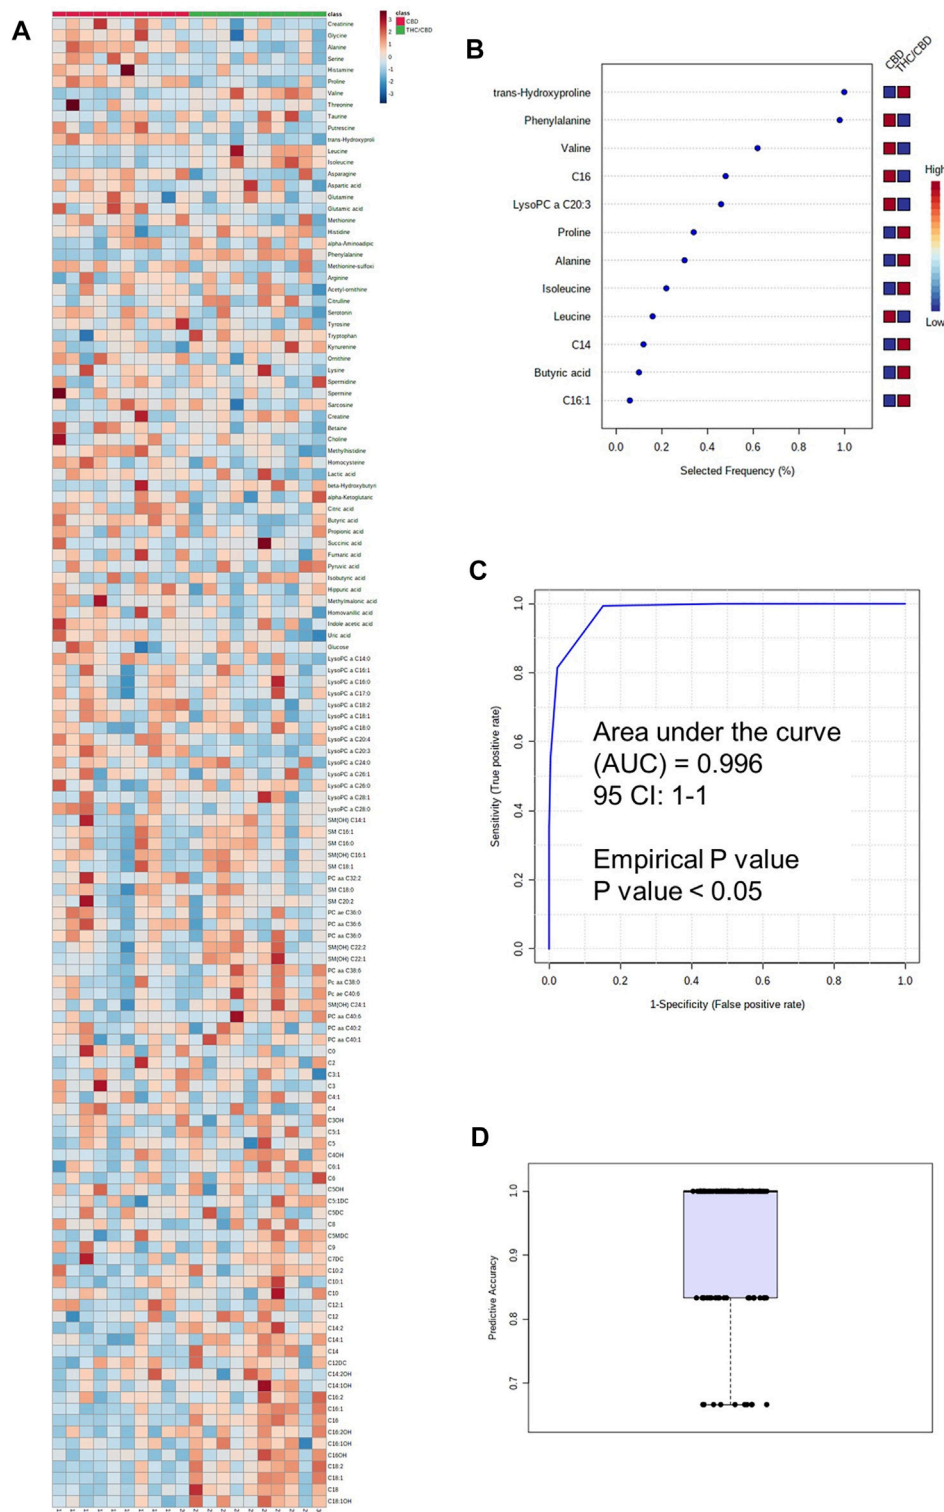 A
class
Creatinine
Glycine
Alanine
Serine
Histamine
Proline
Valine
Threonine
Taurine
Putrescine
trans-Hydroxyproli
Leucine
Isoleucine
Asparagine
Aspartic acid
Glutamine
Glutamic acid
Methionine
Histidine
alpha-Aminoadipic
Phenylalanine
Methionine-sulfoxi
Arginine
Acetyl-ornithine
Citrulline
Serotonin
Tyrosine
Tryptophan
Kynurenine
Ornithine
Lysine
Spermidine
Spermine
Sarcosine
Creatine
Betaine
Choline
Methylhistidine
Homocysteine
Lactic acid
beta-Hydroxybutyri
alpha-Ketoglutaric
Citric acid
Butyric acid
Propionic acid
Succinic acid
Fumaric acid
Pyruvic acid
Isobutyric acid
Hippuric acid
Methylmalonic acid
Homovanillic acid
Indole acetic acid
Uric acid
Glucose
LysoPC a C14:0
LysoPC a C16:1
LysoPC a C16:0
LysoPC a C17:0
LysoPC a C18:2
LysoPC a C18:1
LysoPC a C18:0
LysoPC a C20:4
LysoPC a C20:3
LysoPC a C24:0
LysoPC a C26:1
LysoPC a C26:0
LysoPC a C28:1
LysoPC a C28:0
SM(OH) C14:1
SM C16:1
SM C16:0
SM(OH) C16:1
SM C18:1
PC aa C32:2
SM C18:0
SM C20:2
PC ae C36:0
PC aa C36:6
PC aa C36:0
SM(OH) C22:2
SM(OH) C22:1
PC aa C38:6
Pc aa C38:0
Pc ae C40:6
SM(OH) C24:1
PC aa C40:6
PC aa C40:2
PC aa C40:1
C0
C2
C3:1
C3
C4:1
C4
C3OH
C5:1
C5
C4OH
C6:1
C6
C5OH
C5:1DC
C5DC
C8
C5MDC
C9
C7DC
C10:2
C10:1
C10
C12:1
C12
C14:2
C14:1
C14
C12DC
C14:2OH
C14:1OH
C16:2
C16:1
C16
C16:2OH
C16:1OH
C16OH
C18:2
C18:1
C18
C18:1OH
3
2
1
0
-1
-2
-3
class
CBD
THC/CBD
B
CBD
THC/CBD
trans-Hydroxyproline
Phenylalanine
Valine
C16
LysoPC a C20:3
Proline
Alanine
Isoleucine
Leucine
C14
Butyric acid
C16:1
High
Low
0.0 0.2 0.4 0.6 0.8 1.0
Selected Frequency (%)
C
Sensitivity (True positive rate)
1.0
0.8
0.6
0.4
0.2
0.0
Area under the curve
(AUC) = 0.996
95 CI: 1-1
Empirical P value
P value < 0.05
0.0 0.2 0.4 0.6 0.8 1.0
1-Specificity (False positive rate)
D
Predictive Accuracy
1.0
0.9
0.8
0.7